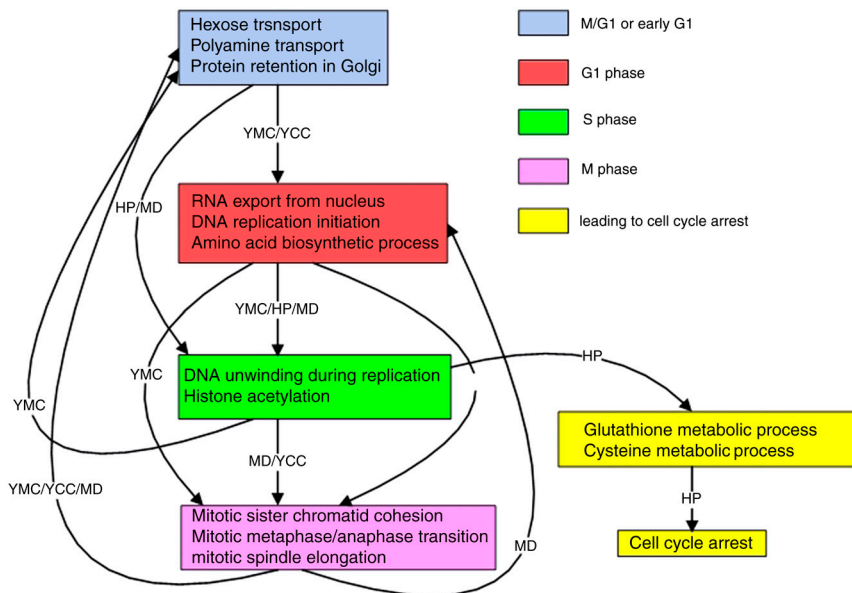 Hexose trsnsport
Polyamine transport
Protein retention in Golgi
M/G1 or early G1
G1 phase
S phase
M phase
leading to cell cycle arrest
YMC/YCC
HP/MD
RNA export from nucleus
DNA replication initiation
Amino acid biosynthetic process
YMC/HP/MD
YMC
HP
DNA unwinding during replication
Histone acetylation
YMC
MD/YCC
Glutathione metabolic process
Cysteine metabolic process
YMC/YCC/MD
HP
Mitotic sister chromatid cohesion
Mitotic metaphase/anaphase transition
mitotic spindle elongation
MD
Cell cycle arrest